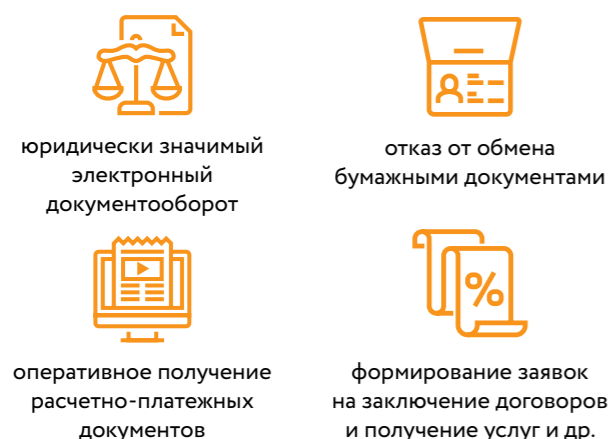 юридически значимый
электронный
документооборот
отказ от обмена
бумажными документами
оперативное получение
расчетно-платежных
документов
%
формирование заявок
на заключение договоров
и получение услуг и др.